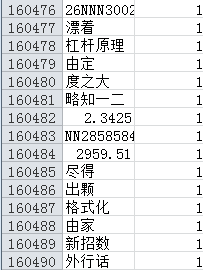 160476 26NNN3002 1
160477 漂着 1
160478 杠杆原理 1
160479 由定 1
160480 度之大 1
160481 略知一二 1
160482 2.3425 1
160483 NN2858584 1
160484 2959.51 1
160485 尽得 1
160486 出颗 1
160487 格式化 1
160488 由家 1
160489 新招数 1
160490 外行话 1